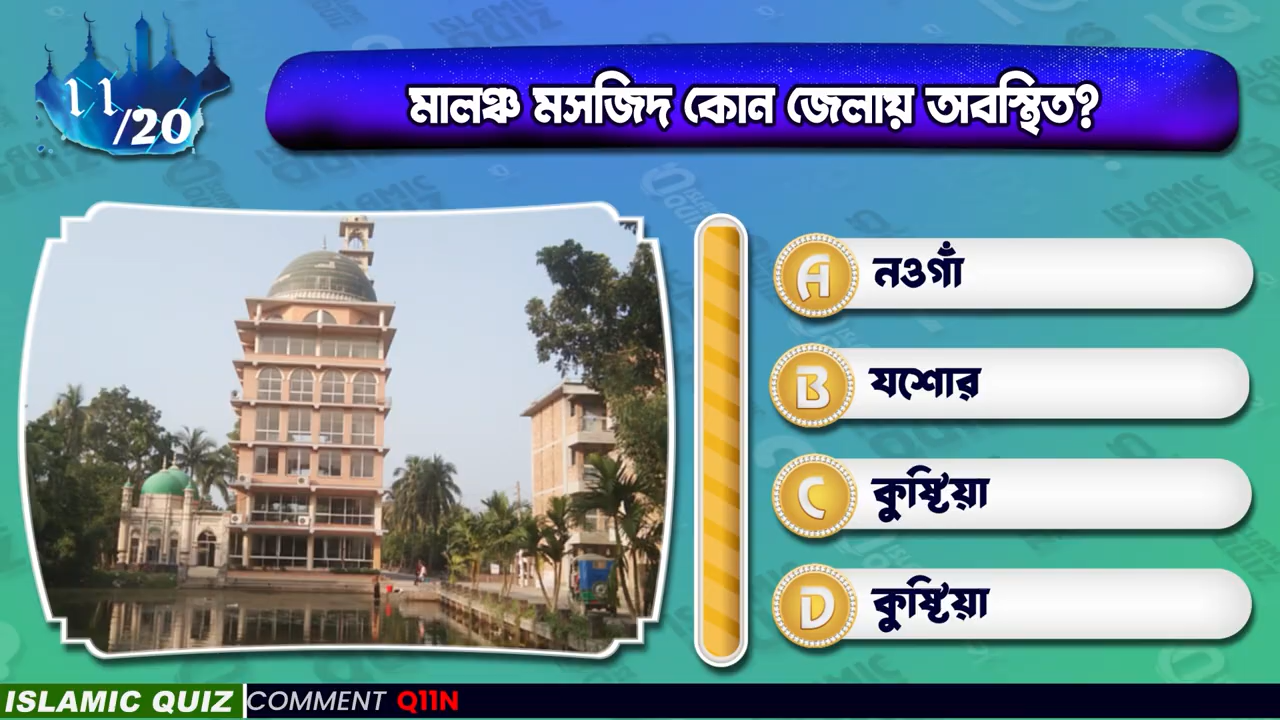 11/20
মালঞ্চ মসজিদ কোন জেলায় অবস্থিত?
A নওগাঁ
B যশোর
C কুষ্টিয়া
D কুষ্টিয়া
ISLAMIC QUIZ COMMENT Q11N